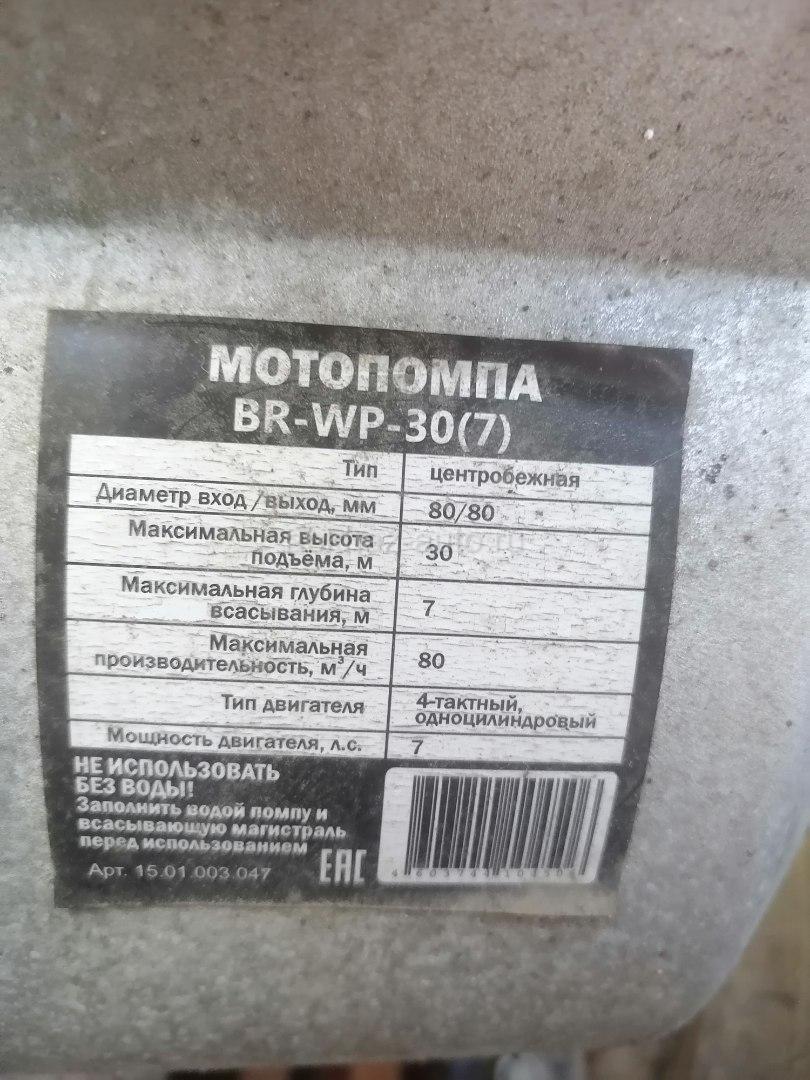 МОТОПОМПА
BR-WP-30(7)
Тип центробежная
Диаметр вход/выход, мм 80/80
Максимальная высота
подъёма, м 30
Максимальная глубина
всасывания, м 7
Максимальная
производительность, м³/ч 80
Тип двигателя 4-тактный,
одноцилиндровый
Мощность двигателя, л.с. 7
НЕ ИСПОЛЬЗОВАТЬ
БЕЗ ВОДЫ!
Заполнить водой помпу и
всасывающую магистраль
перед использованием
Арт. 15.01.003.047
EAC